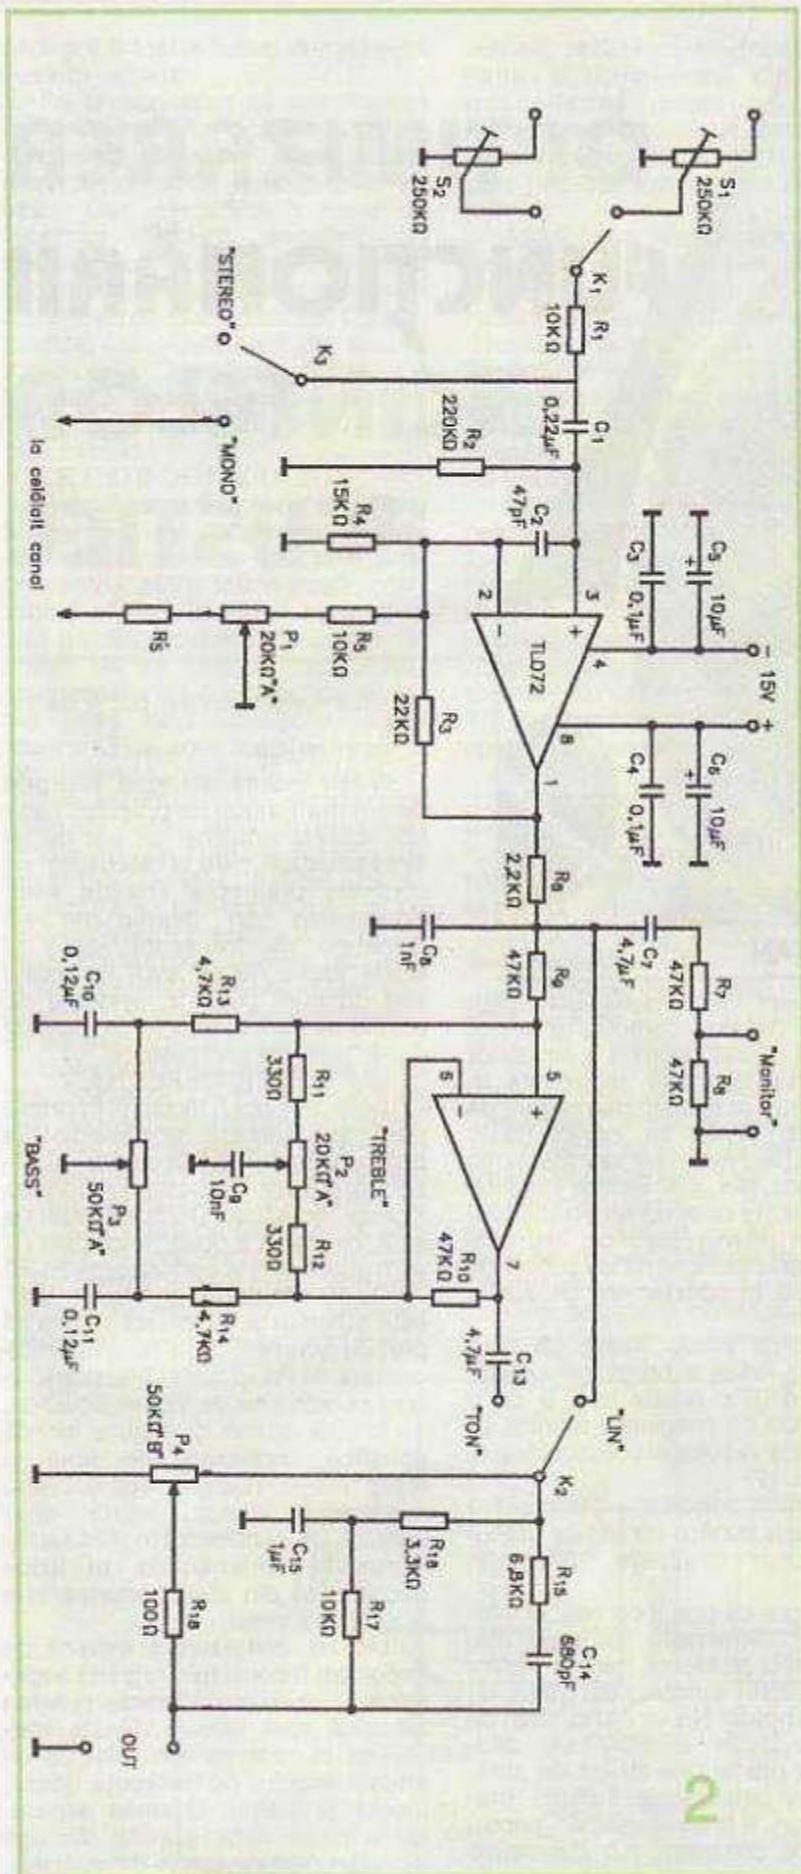 S1
250KΩ
S2
250KΩ
K1
R1
10KΩ
"STEREO"
K3
"MONO"
la celălalt canal
C1
0,22μF
R2
220KΩ
C2
47pF
R4
15KΩ
R5
10KΩ
P1
20KΩ"A"
R'5
R3
22KΩ
3
+
2
-
TL072
4
8
1
C5
+
10μF
C3
0,1μF
- 15V +
C6
+
10μF
C4
0,1μF
2,2KΩ
C8
1nF
R9
47KΩ
C7
4,7μF
R7
47KΩ
R8
47KΩ
"Monitor"
5
+
6
-
7
R10
47KΩ
"TREBLE"
R11
330Ω
P2
20KΩ"A"
C9
10nF
R12
330Ω
R13
4,7KΩ
C10
0,12μF
P3
50KΩ"A"
"BASS"
R14
4,7KΩ
C11
0,12μF
C13
4,7μF
"TON"
"LIN"
K2
P4
50KΩ"B"
R15
6,8KΩ
C14
680pF
3,3KΩ
R17
10KΩ
C15
1μF
R18
100Ω
OUT
2